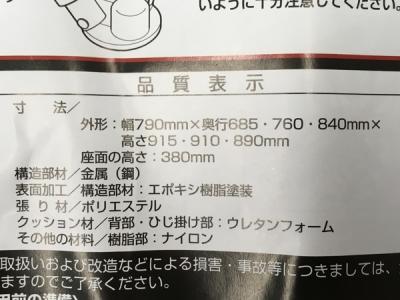 いように十分注意してください。
品質表示
寸 法／
外形：幅790mm×奥行685・760・840mm×
高さ915・910・890mm
座面の高さ：380mm
構造部材／金属（鋼）
表面加工／構造部：エポキシ樹脂塗装
張り材／ポリエステル
クッション材／背部・ひじ掛け部：ウレタンフォーム
その他の材料／樹脂部：ナイロン
取扱いおよび改造などによる損害・事故等につきましては、
ますのでご了承ください。
用前の準備）